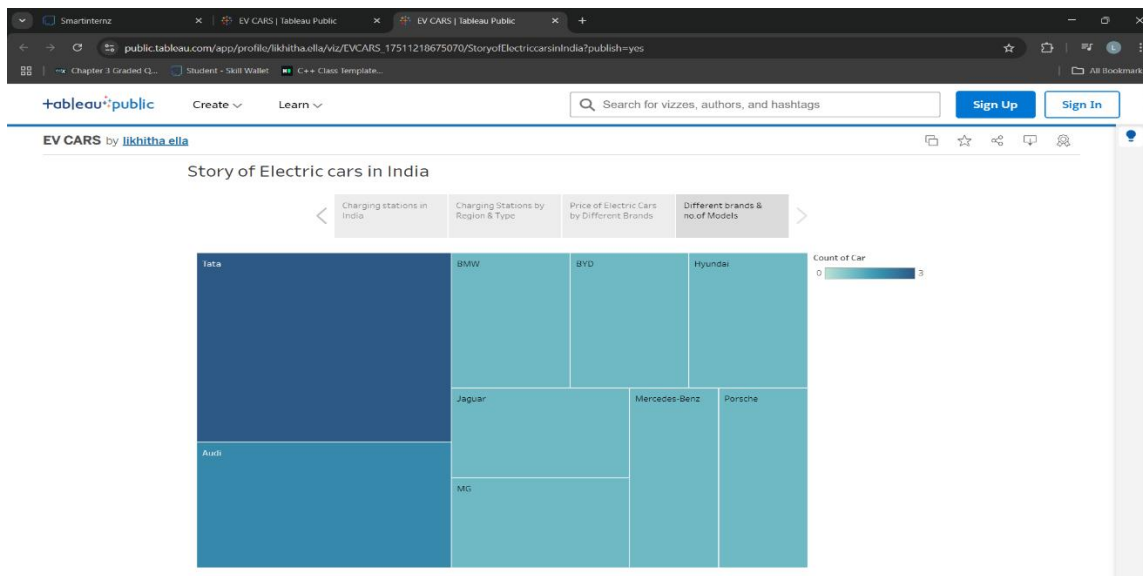 Smartinternz
EV CARS | Tableau Public
EV CARS | Tableau Public
public.tableau.com/app/profile/likhitha.ella/viz/EVCARS_17511218675070/StoryofElectriccarsinIndia?publish=yes
Chapter 3 Graded Q...
Student - Skill Wallet
C++ Class Template...
All Bookmark
+ableau public
Create
Learn
Search for vizzes, authors, and hashtags
Sign Up
Sign In
EV CARS by likhitha ella
Story of Electric cars in India
Charging stations in
India
Charging Stations by
Region & Type
Price of Electric Cars
by Different Brands
Different brands &
no.of Models
Tata
BMW
BYD
Hyundai
Count of Car
0 3
Jaguar
Mercedes-Benz
Porsche
Audi
MG